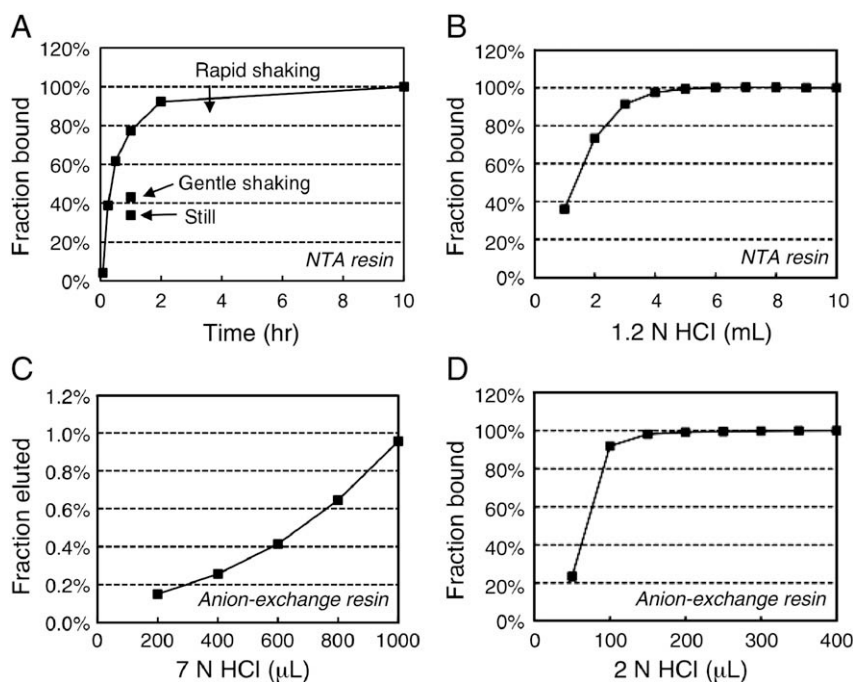 A
120%
100%
80%
60%
40%
20%
0%
Fraction bound
Rapid shaking
Gentle shaking
Still
NTA resin
0 2 4 6 8 10
Time (hr)
B
120%
100%
80%
60%
40%
20%
0%
Fraction bound
NTA resin
0 2 4 6 8 10
1.2 N HCl (mL)
C
1.2%
1.0%
0.8%
0.6%
0.4%
0.2%
0.0%
Fraction eluted
Anion-exchange resin
0 200 400 600 800 1000
7 N HCl (μL)
D
120%
100%
80%
60%
40%
20%
0%
Fraction bound
Anion-exchange resin
0 100 200 300 400
2 N HCl (μL)